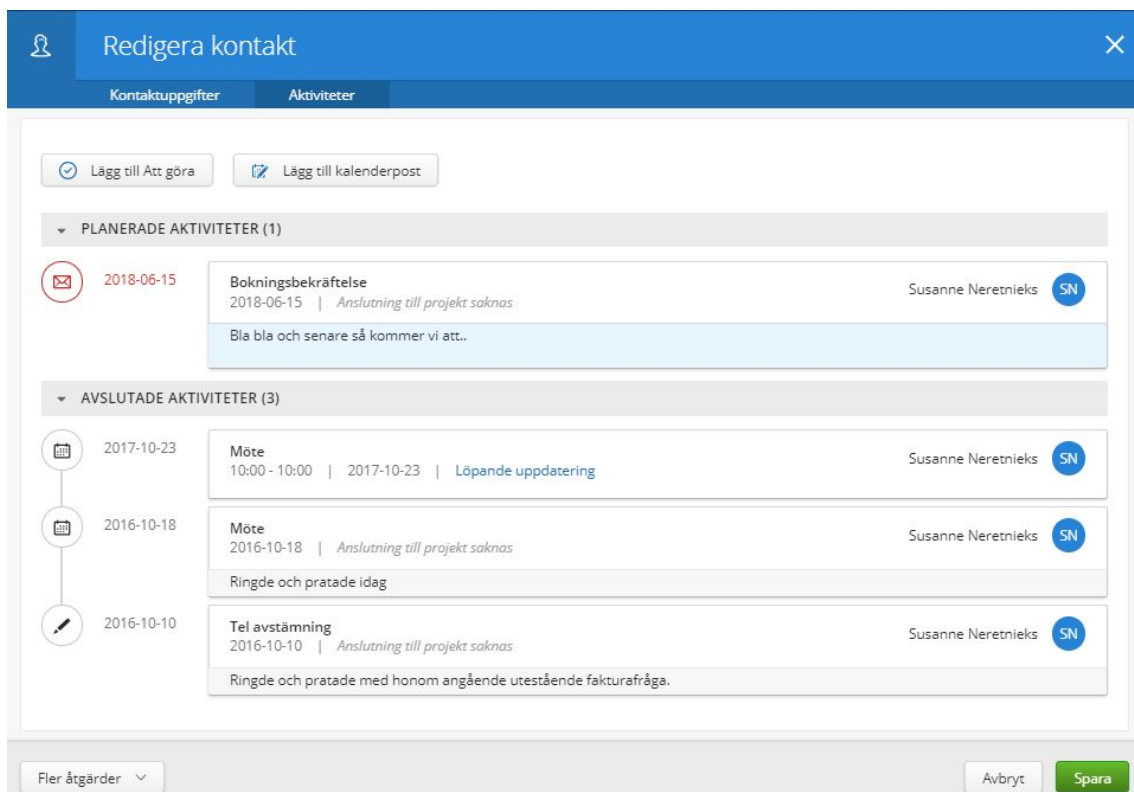 Redigera kontakt
Kontaktuppgifter Aktiviteter
Lägg till Att göra Lägg till kalenderpost
PLANERADE AKTIVITETER (1)
2018-06-15
Bokningsbekräftelse
2018-06-15 | Anslutning till projekt saknas
Susanne Neretnieks SN
Bla bla och senare så kommer vi att..
AVSLUTADE AKTIVITETER (3)
2017-10-23
Möte
10:00 - 10:00 | 2017-10-23 | Löpande uppdatering
Susanne Neretnieks SN
2016-10-18
Möte
2016-10-18 | Anslutning till projekt saknas
Susanne Neretnieks SN
Ringde och pratade idag
2016-10-10
Tel avstämning
2016-10-10 | Anslutning till projekt saknas
Susanne Neretnieks SN
Ringde och pratade med honom angående utestående fakturafråga.
Fler åtgärder Avbryt Spara